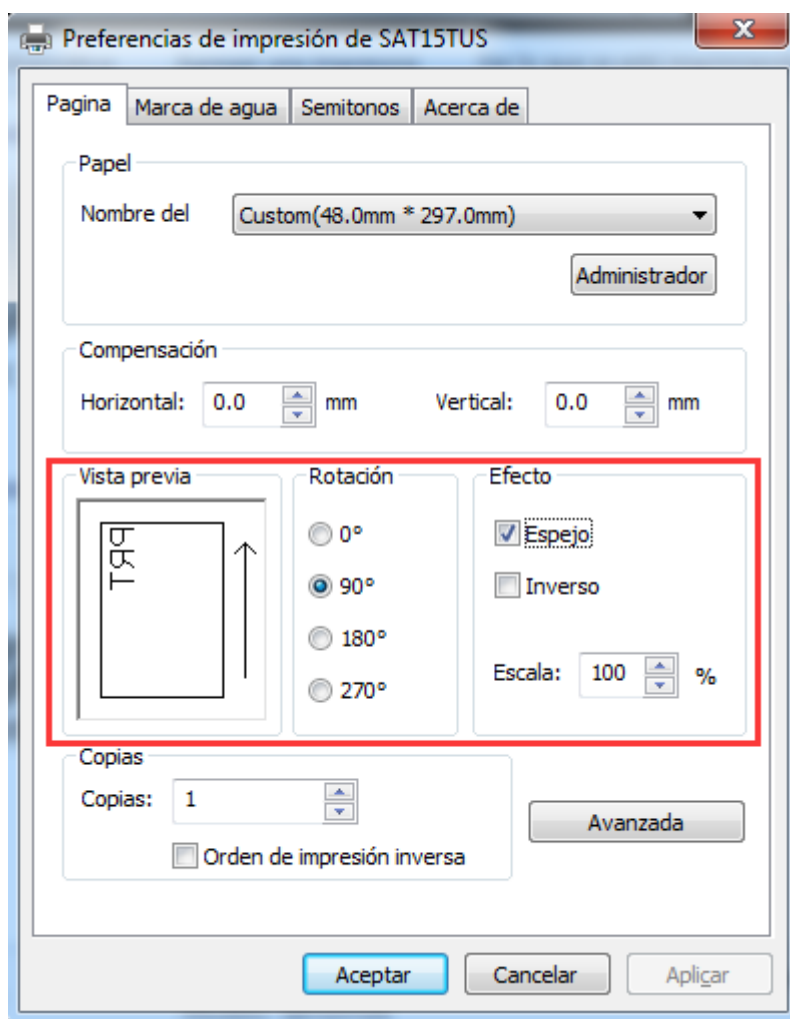 Preferencias de impresión de SAT15TUS
Pagina Marca de agua Semitonos Acerca de
Papel
Nombre del Custom(48.0mm * 297.0mm)
Administrador
Compensación
Horizontal: 0.0 mm Vertical: 0.0 mm
Vista previa Rotación Efecto
PRT
0° Espejo
90° Inverso
180°
Escala: 100 %
270°
Copias
Copias: 1
Avanzada
Orden de impresión inversa
Aceptar Cancelar Aplicar